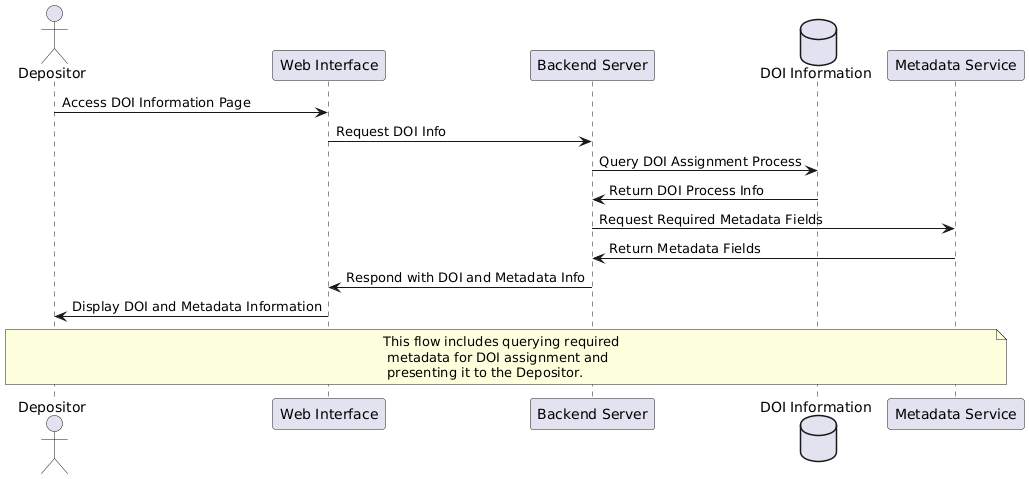 Depositor
Web Interface
Backend Server
DOI Information
Metadata Service
Access DOI Information Page
Request DOI Info
Query DOI Assignment Process
Return DOI Process Info
Request Required Metadata Fields
Return Metadata Fields
Respond with DOI and Metadata Info
Display DOI and Metadata Information
This flow includes querying required
metadata for DOI assignment and
presenting it to the Depositor.
Depositor
Web Interface
Backend Server
DOI Information
Metadata Service